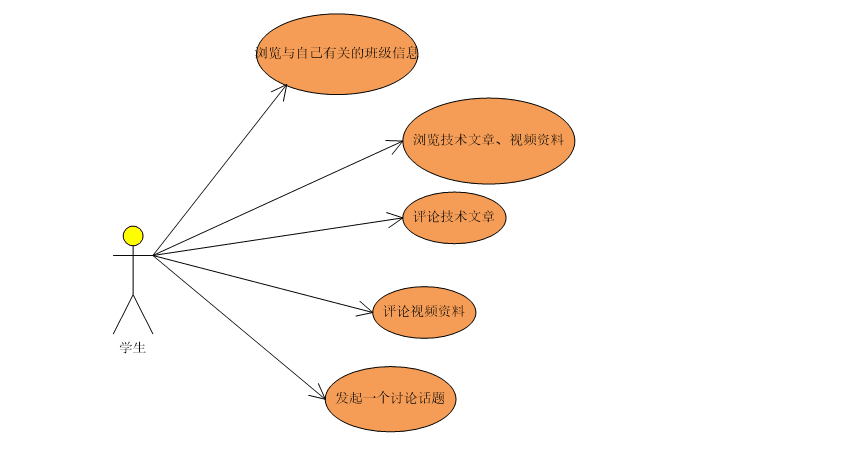 浏览与自己有关的班级信息
浏览技术文章、视频资料
评论技术文章
评论视频资料
学生
发起一个讨论话题